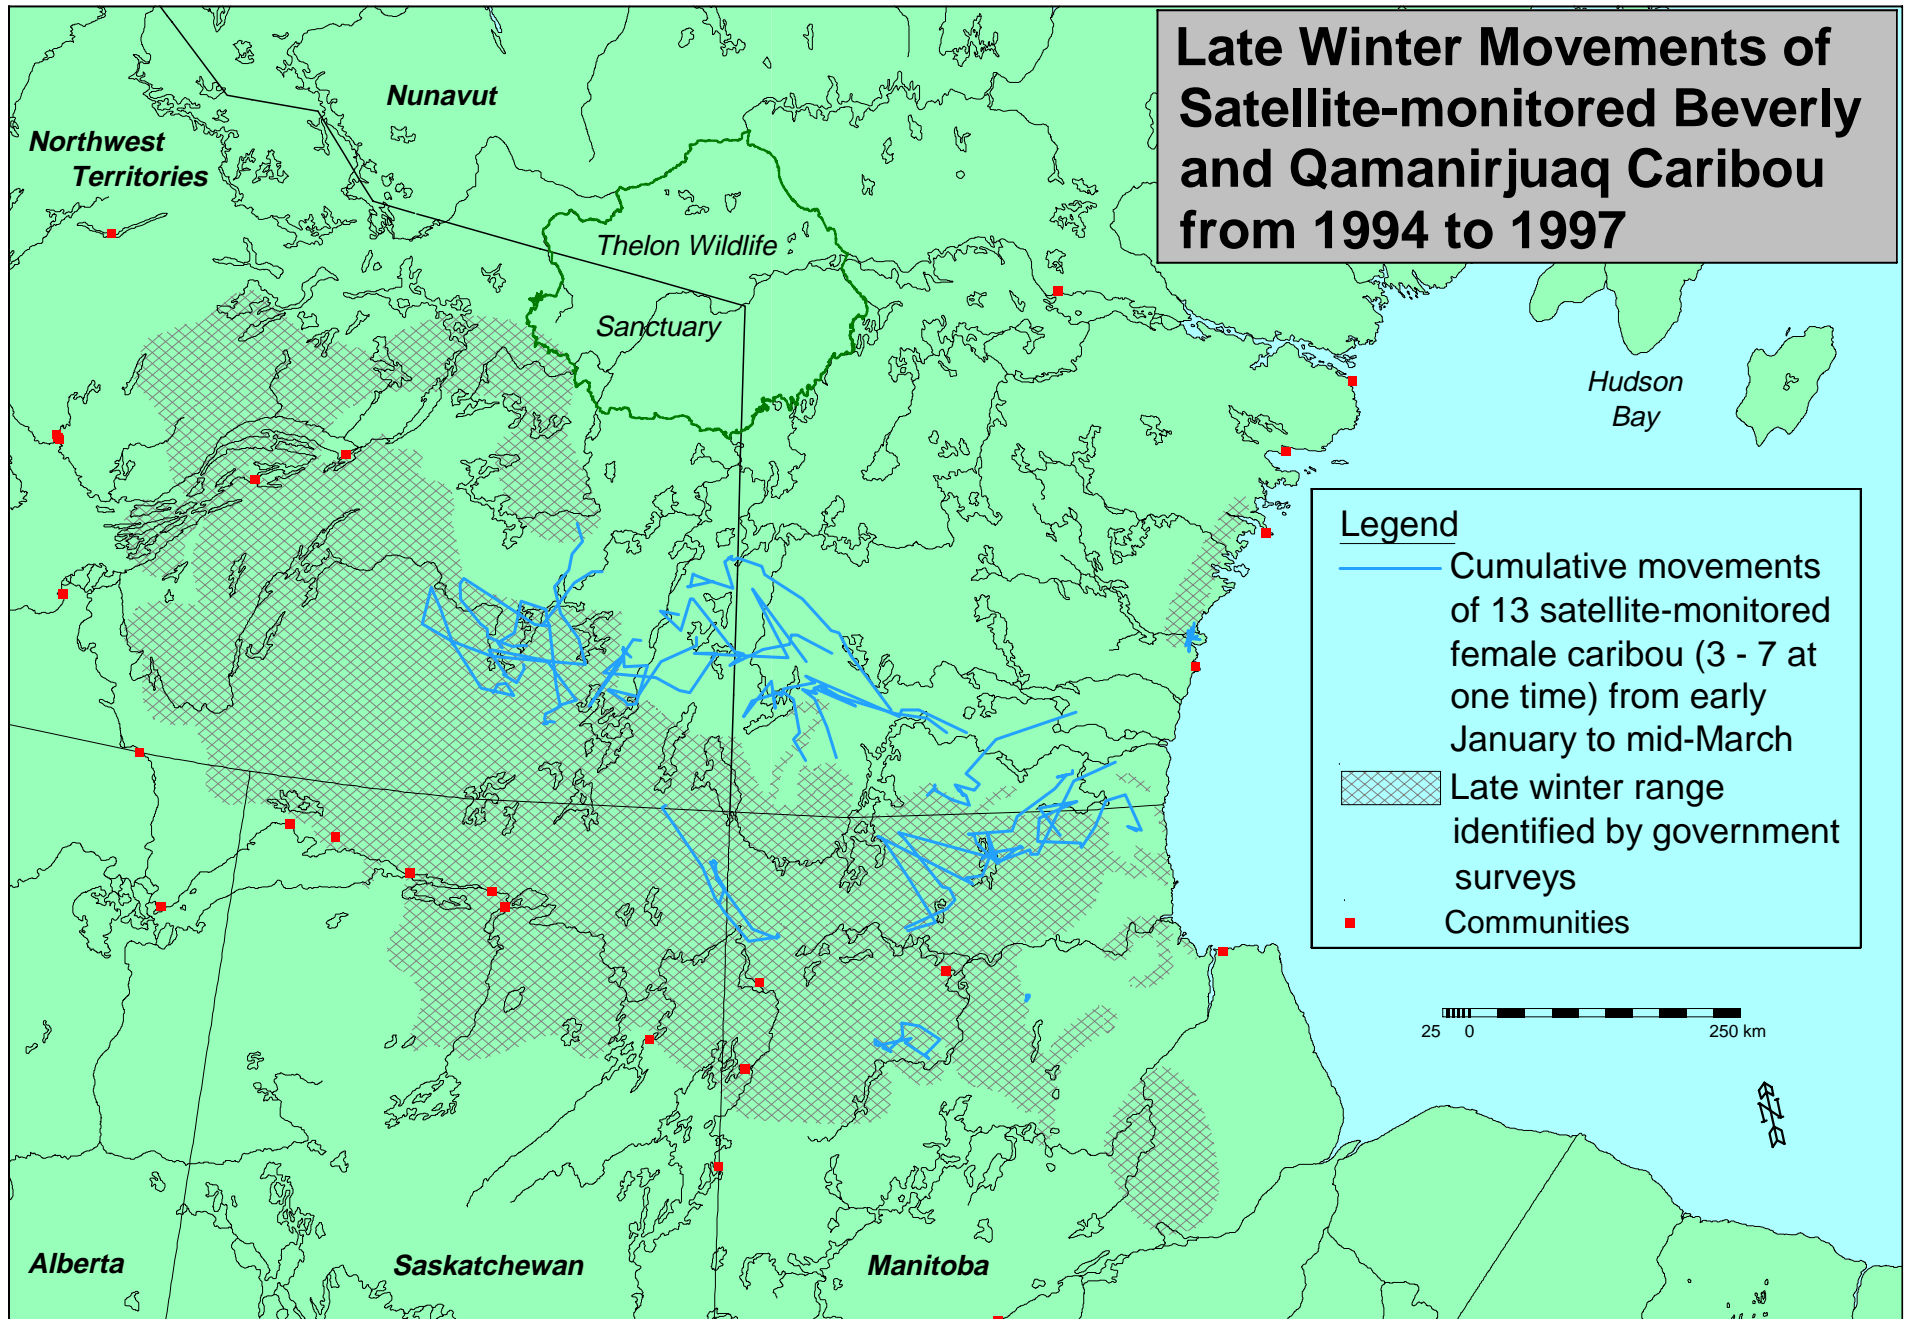 Late Winter Movements of
Satellite-monitored Beverly
and Qamanirjuaq Caribou
from 1994 to 1997
Nunavut
Northwest
Territories
Thelon Wildlife
Sanctuary
Hudson
Bay
Legend
Cumulative movements
of 13 satellite-monitored
female caribou (3 - 7 at
one time) from early
January to mid-March
Late winter range
identified by government
surveys
Communities
25 0 250 km
N
Alberta
Saskatchewan
Manitoba